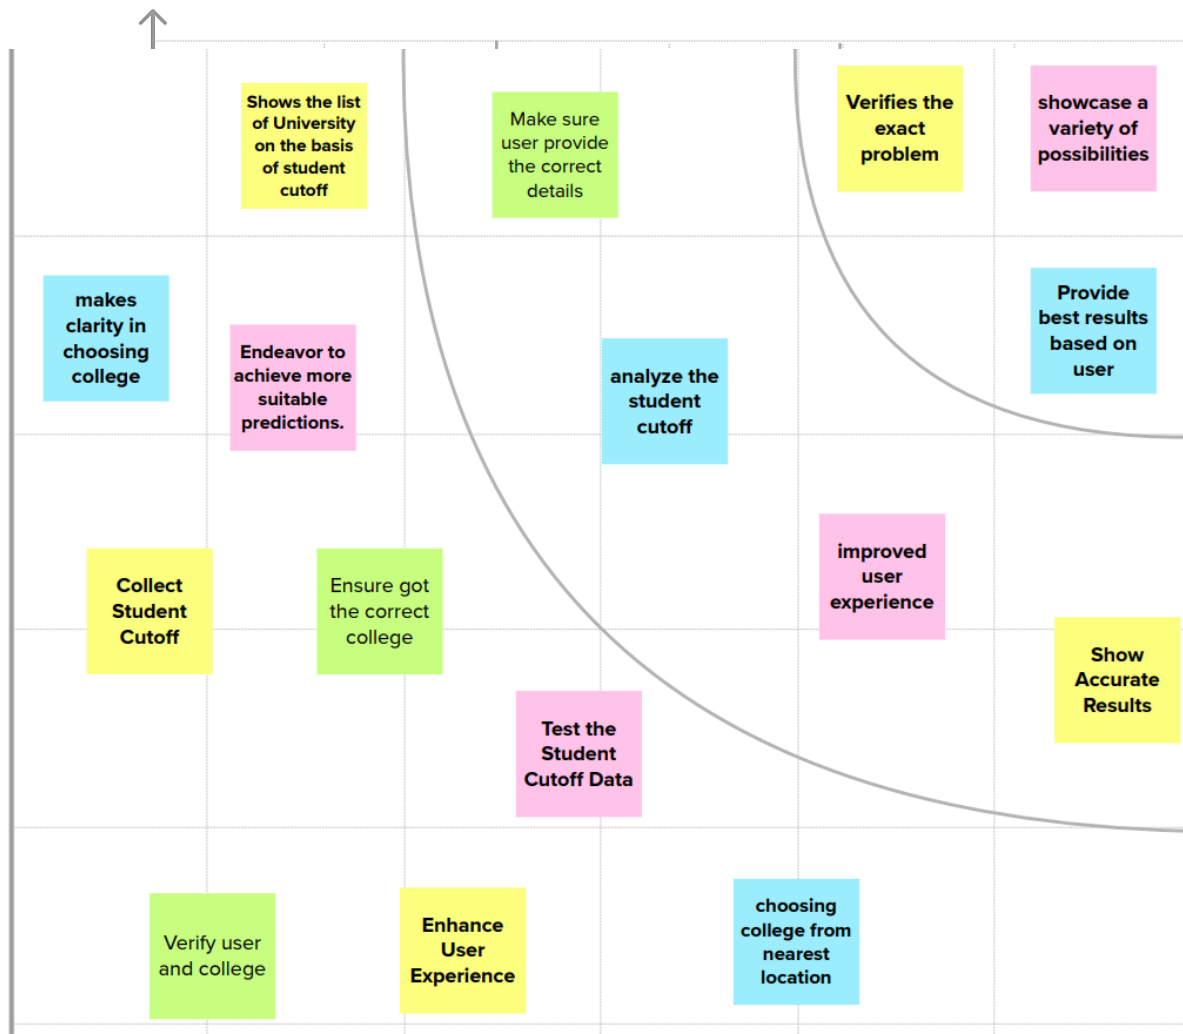 Shows the list
of University
on the basis
of student
cutoff
Make sure
user provide
the correct
details
Verifies the
exact
problem
showcase a
variety of
possibilities
makes
clarity in
choosing
college
Endeavor to
achieve more
suitable
predictions.
analyze the
student
cutoff
Provide
best results
based on
user
Collect
Student
Cutoff
Ensure got
the correct
college
improved
user
experience
Test the
Student
Cutoff Data
Show
Accurate
Results
Verify user
and college
Enhance
User
Experience
choosing
college from
nearest
location